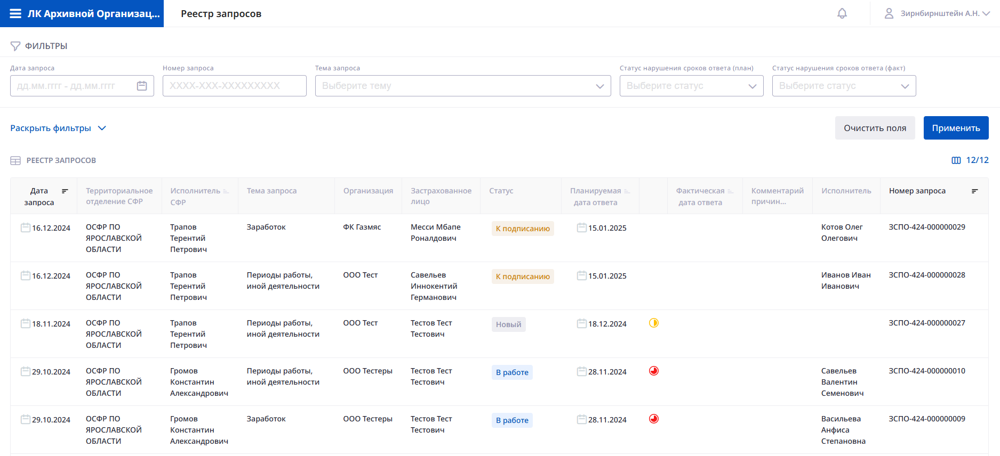 ЛК Архивной Организац...
Реестр запросов
Зирнбирнштейн А.Н.
ФИЛЬТРЫ
Дата запроса
Номер запроса
Тема запроса
Статус нарушения сроков ответа (план)
Статус нарушения сроков ответа (факт)
дд.мм.гггг - дд.мм.гггг
XXXX-XXX-XXXXXXXXX
Выберите тему
Выберите статус
Выберите статус
Раскрыть фильтры
Очистить поля
Применить
РЕЕСТР ЗАПРОСОВ
12/12
Дата
запроса
Территориальное
отделение СФР
Исполнитель
СФР
Тема запроса
Организация
Застрахованное
лицо
Статус
Планируемая
дата ответа
Фактическая
дата ответа
Комментарий
причин...
Исполнитель
Номер запроса
16.12.2024
ОСФР ПО
ЯРОСЛАВСКОЙ
ОБЛАСТИ
Трапов
Терентий
Петрович
Заработок
ФК Газмяс
Месси Мбапе
Роналдович
К подписанию
15.01.2025
Котов Олег
Олегович
ЗСПО-424-000000029
16.12.2024
ОСФР ПО
ЯРОСЛАВСКОЙ
ОБЛАСТИ
Трапов
Терентий
Петрович
Периоды работы,
иной деятельности
ООО Тест
Савельев
Иннокентий
Германович
К подписанию
15.01.2025
Иванов Иван
Иванович
ЗСПО-424-000000028
18.11.2024
ОСФР ПО
ЯРОСЛАВСКОЙ
ОБЛАСТИ
Трапов
Терентий
Петрович
Периоды работы,
иной деятельности
ООО Тест
Тестов Тест
Тестович
Новый
18.12.2024
ЗСПО-424-000000027
29.10.2024
ОСФР ПО
ЯРОСЛАВСКОЙ
ОБЛАСТИ
Громов
Константин
Александрович
Периоды работы,
иной деятельности
ООО Тестеры
Тестов Тест
Тестович
В работе
28.11.2024
Савельев
Валентин
Семенович
ЗСПО-424-000000010
29.10.2024
ОСФР ПО
ЯРОСЛАВСКОЙ
ОБЛАСТИ
Громов
Константин
Александрович
Заработок
ООО Тестеры
Тестов Тест
Тестович
В работе
28.11.2024
Васильева
Анфиса
Степановна
ЗСПО-424-000000009